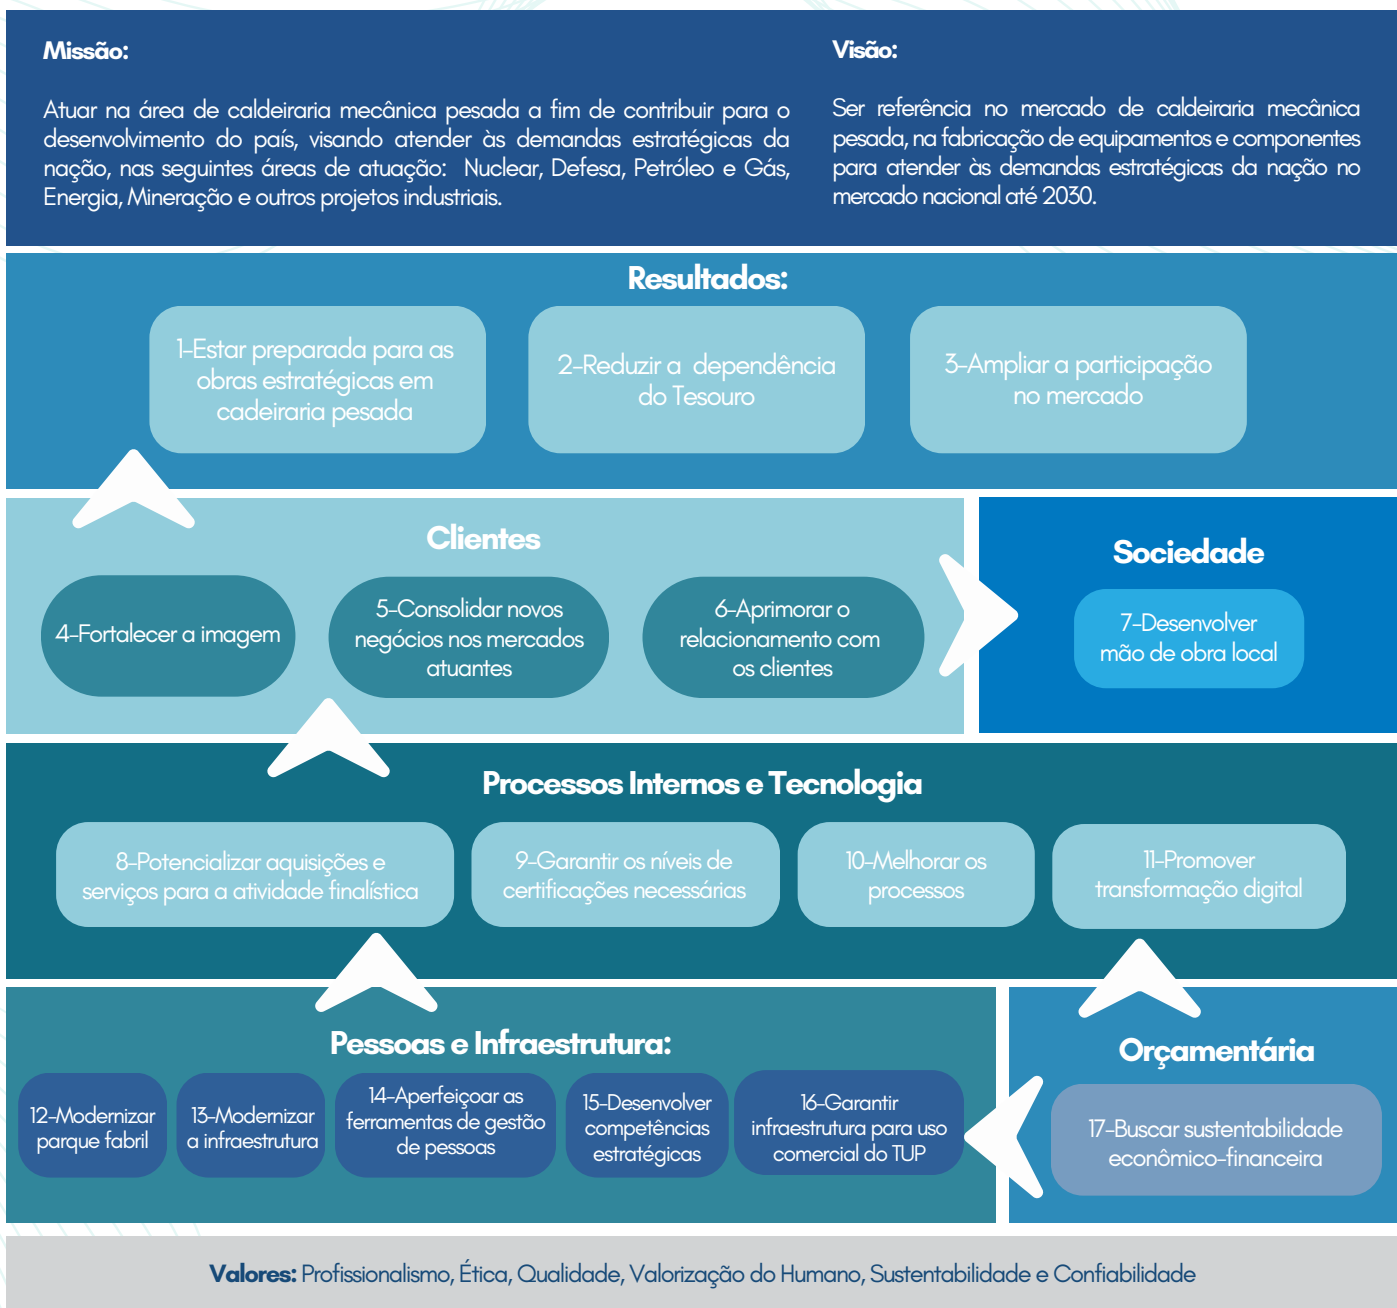 Missão:
Atuar na área de caldeiraria mecânica pesada a fim de contribuir para o
desenvolvimento do país, visando atender às demandas estratégicas da
nação, nas seguintes áreas de atuação: Nuclear, Defesa, Petróleo e Gás,
Energia, Mineração e outros projetos industriais.
Visão:
Ser referência no mercado de caldeiraria mecânica
pesada, na fabricação de equipamentos e componentes
para atender às demandas estratégicas da nação no
mercado nacional até 2030.
Resultados:
1-Estar preparada para as
obras estratégicas em
cadeiraria pesada
2-Reduzir a dependência
do Tesouro
3-Ampliar a participação
no mercado
Clientes
4-Fortalecer a imagem
5-Consolidar novos
negócios nos mercados
atuantes
6-Aprimorar o
relacionamento com
os clientes
Sociedade
7-Desenvolver
mão de obra local
Processos Internos e Tecnologia
8-Potencializar aquisições e
serviços para a atividade finalística
9-Garantir os níveis de
certificações necessárias
10-Melhorar os
processos
11-Promover
transformação digital
Pessoas e Infraestrutura:
12-Modernizar
parque fabril
13-Modernizar
a infraestrutura
14-Aperfeiçoar as
ferramentas de gestão
de pessoas
15-Desenvolver
competências
estratégicas
16-Garantir
infraestrutura para uso
comercial do TUP
Orçamentária
17-Buscar sustentabilidade
econômico-financeira
Valores: Profissionalismo, Ética, Qualidade, Valorização do Humano, Sustentabilidade e Confiabilidade